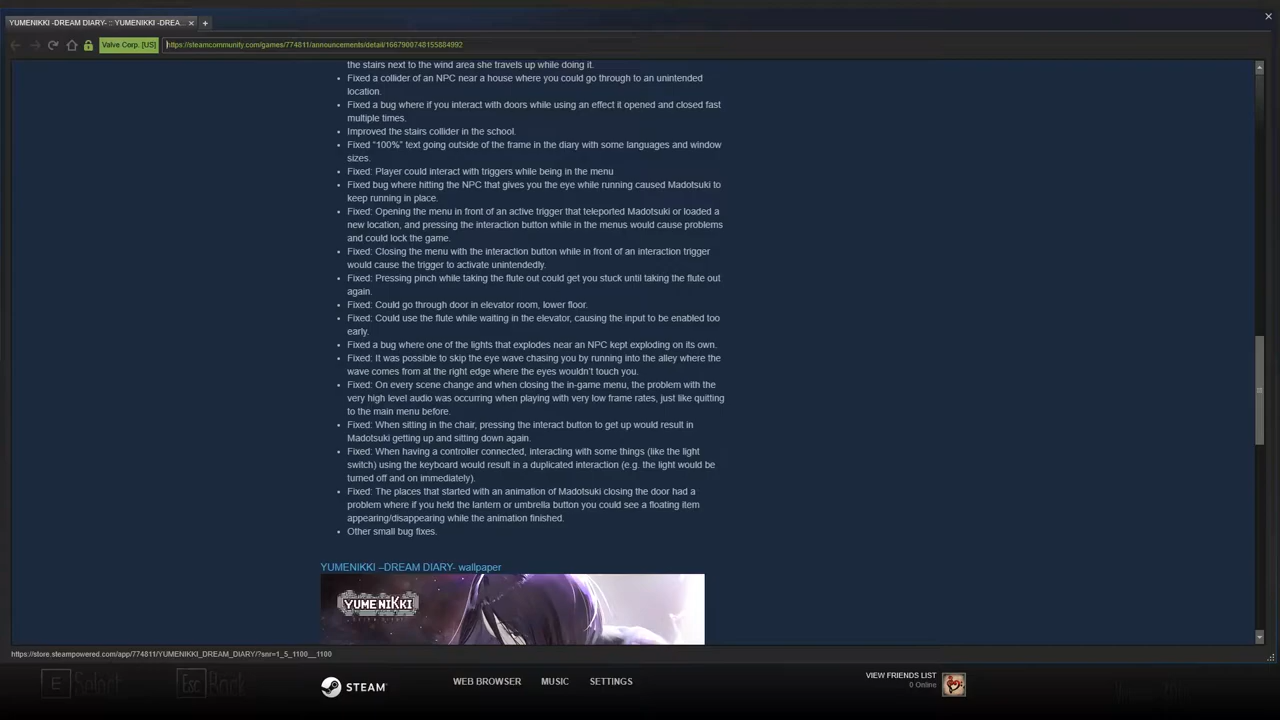 YUMENIKKI -DREAM DIARY- :: YUMENIKKI -DREA...
Valve Corp. [US]
https://steamcommunity.com/games/774811/announcements/detail/1667900748155884992
the stairs next to the wind area she travels up while doing it.
Fixed a collider of an NPC near a house where you could go through to an unintended
location.
Fixed a bug where if you interact with doors while using an effect it opened and closed fast
multiple times.
Improved the stairs collider in the school.
Fixed "100%" text going outside of the frame in the diary with some languages and window
sizes.
Fixed: Player could interact with triggers while being in the menu
Fixed bug where hitting the NPC that gives you the eye while running caused Madotsuki to
keep running in place.
Fixed: Opening the menu in front of an active trigger that teleported Madotsuki or loaded a
new location, and pressing the interaction button while in the menus would cause problems
and could lock the game.
Fixed: Closing the menu with the interaction button while in front of an interaction trigger
would cause the trigger to activate unintendedly.
Fixed: Pressing pinch while taking the flute out could get you stuck until taking the flute out
again.
Fixed: Could go through door in elevator room, lower floor.
Fixed: Could use the flute while waiting in the elevator, causing the input to be enabled too
early.
Fixed a bug where one of the lights that explodes near an NPC kept exploding on its own.
Fixed: It was possible to skip the eye wave chasing you by running into the alley where the
wave comes from at the right edge where the eyes wouldn't touch you.
Fixed: On every scene change and when closing the in-game menu, the problem with the
very high level audio was occurring when playing with very low frame rates, just like quitting
to the main menu before.
Fixed: When sitting in the chair, pressing the interact button to get up would result in
Madotsuki getting up and sitting down again.
Fixed: When having a controller connected, interacting with some things (like the light
switch) using the keyboard would result in a duplicated interaction (e.g. the light would be
turned off and on immediately).
Fixed: The places that started with an animation of Madotsuki closing the door had a
problem where if you held the lantern or umbrella button you could see a floating item
appearing/disappearing while the animation finished.
Other small bug fixes.
YUMENIKKI –DREAM DIARY- wallpaper
YUMENIKKI
DREAM DIARY
https://store.steampowered.com/app/774811/YUMENIKKI_DREAM_DIARY/?snr=1_5_1100__1100
E Select
Esc Back
STEAM
WEB BROWSER
MUSIC
SETTINGS
VIEW FRIENDS LIST
0 Online